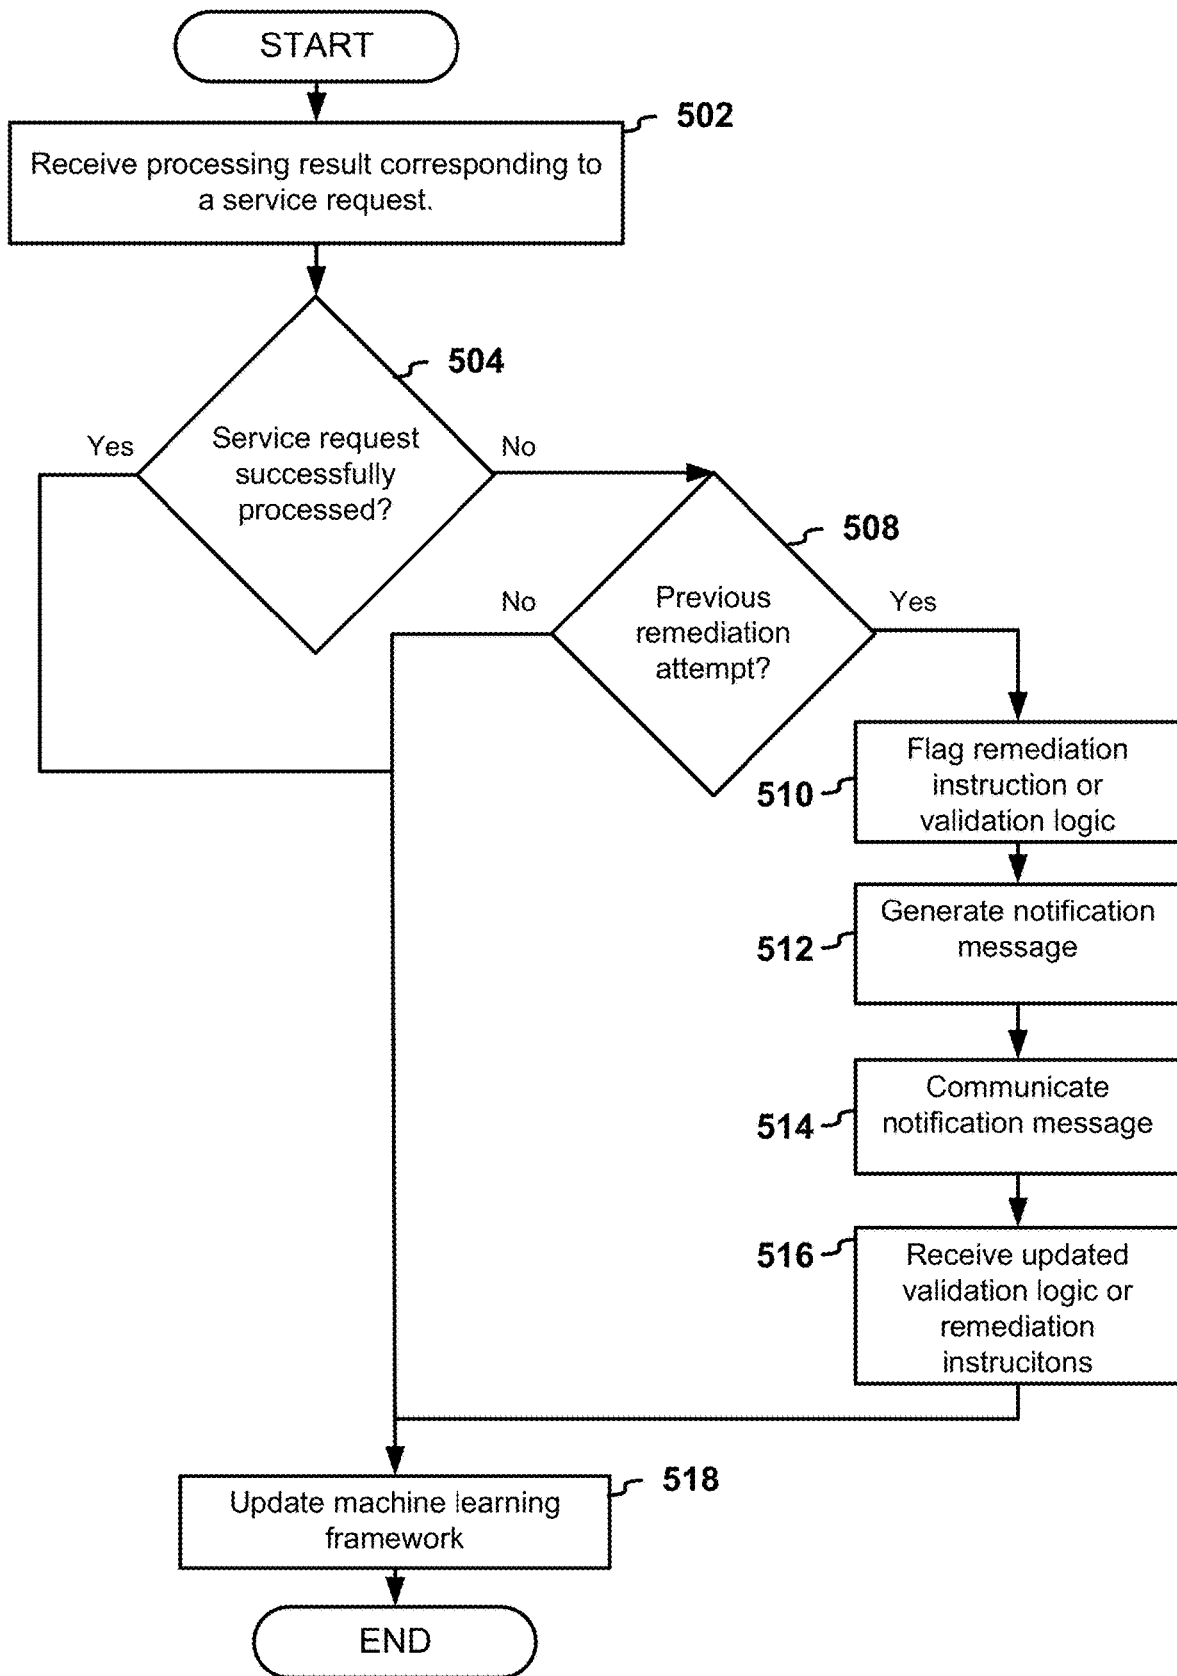 START
502
Receive processing result corresponding to
a service request.
504
Yes
Service request
successfully
processed?
No
508
No
Previous
remediation
attempt?
Yes
510
Flag remediation
instruction or
validation logic
512
Generate notification
message
514
Communicate
notification message
516
Receive updated
validation logic or
remediation
instrucitons
518
Update machine learning
framework
END